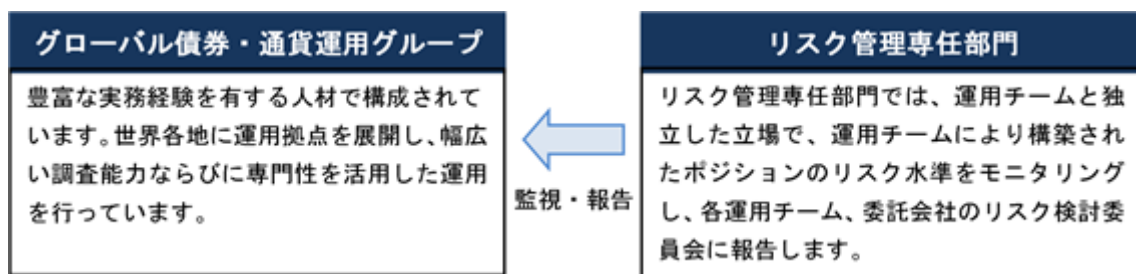 グローバル債券・通貨運用グループ
豊富な実務経験を有する人材で構成されて
います。世界各地に運用拠点を展開し、幅広
い調査能力ならびに専門性を活用した運用
を行っています。
監視・報告
リスク管理専任部門
リスク管理専任部門では、運用チームと独
立した立場で、運用チームにより構築され
たポジションのリスク水準をモニタリング
し、各運用チーム、委託会社のリスク検討委
員会に報告します。